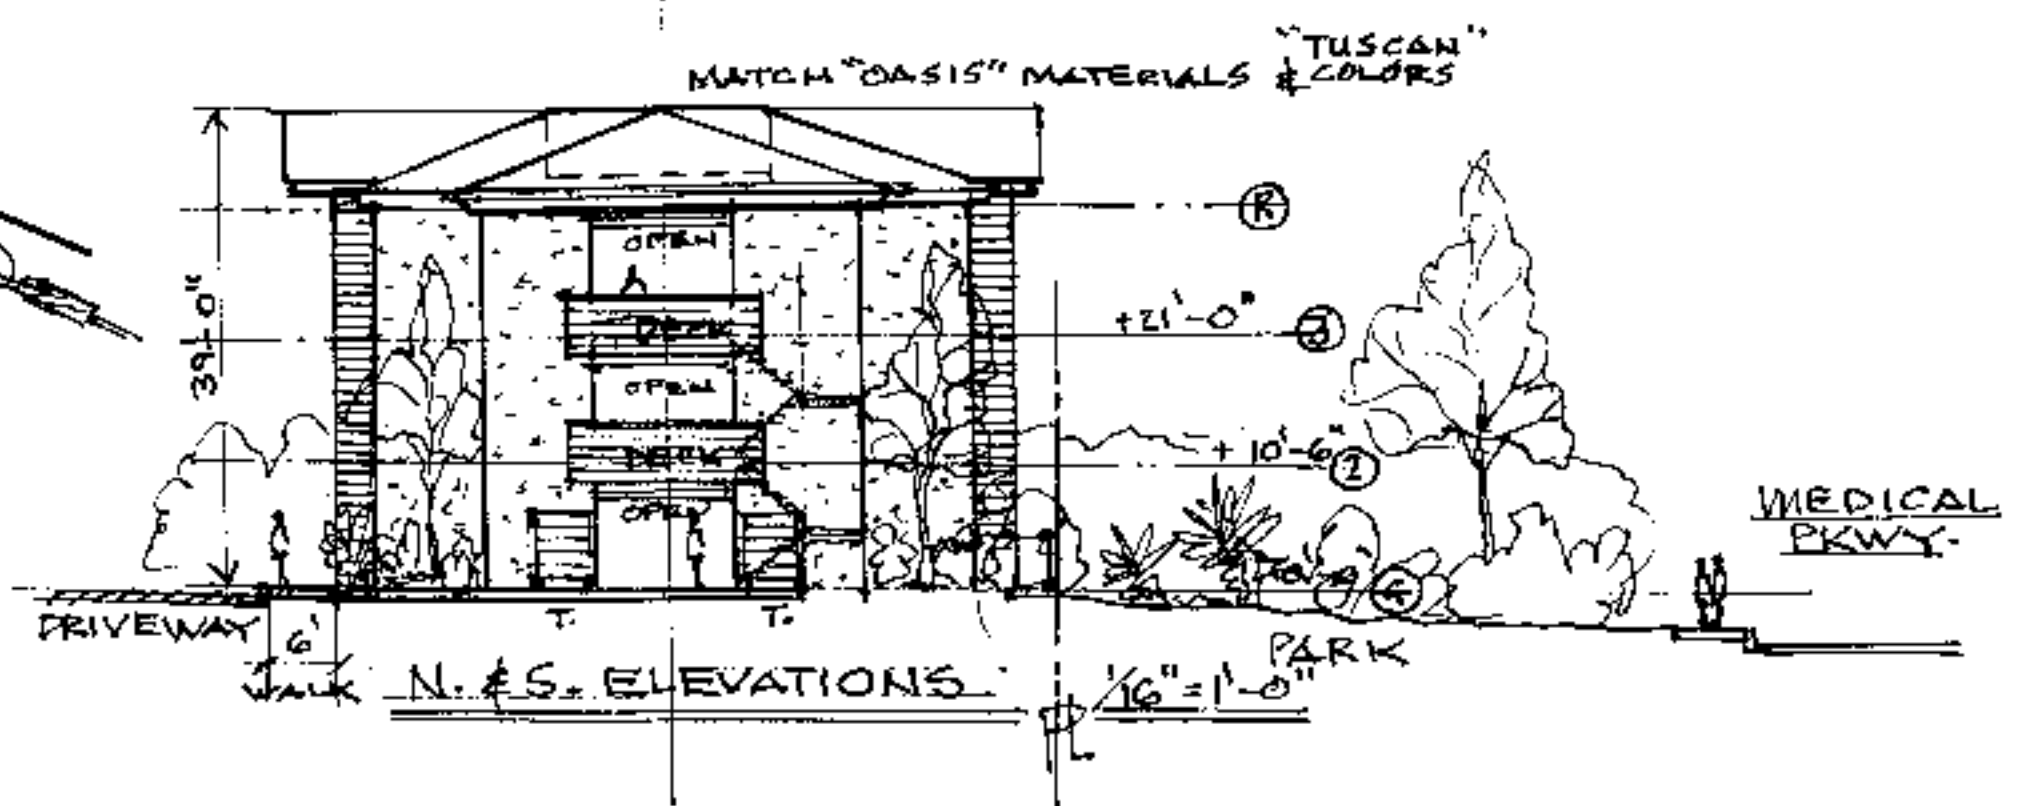 "TUSCAN"
MATCH "OASIS" MATERIALS & COLORS
R
OPEN
39'-0"
DECK
+21'-0"
3
OPEN
DECK
+10'-6"
2
OPEN
MEDICAL
PKWY.
G
DRIVEWAY
T.
T.
6'
WALK
PARK
N. & S. ELEVATIONS
1/16"=1'-0"